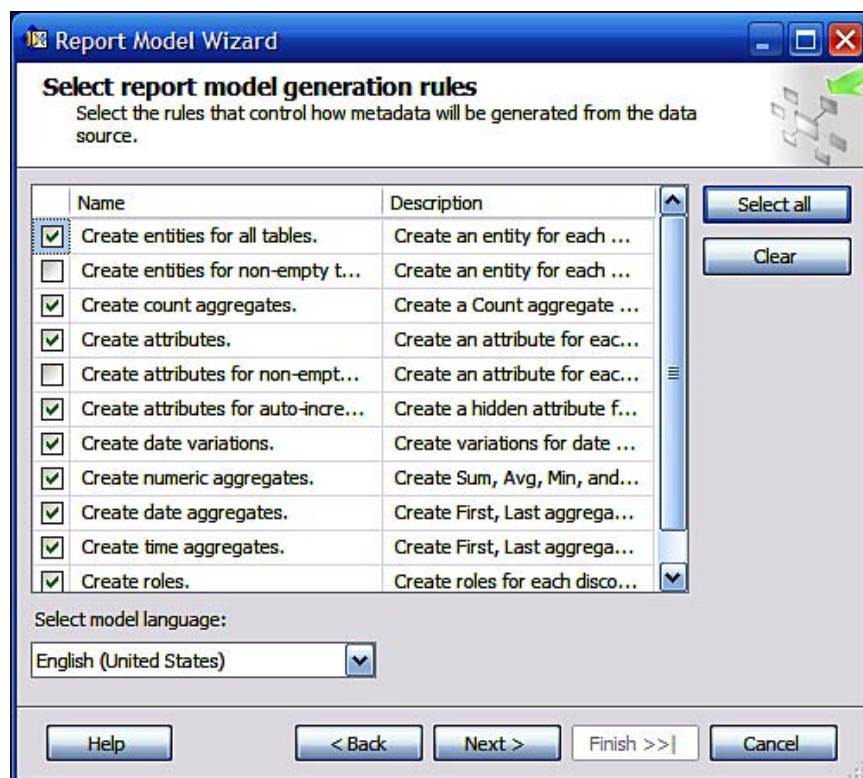 Report Model Wizard
Select report model generation rules
Select the rules that control how metadata will be generated from the data
source.
Name Description
Create entities for all tables. Create an entity for each ...
Create entities for non-empty t... Create an entity for each ...
Create count aggregates. Create a Count aggregate ...
Create attributes. Create an attribute for eac...
Create attributes for non-empt... Create an attribute for eac...
Create attributes for auto-incre... Create a hidden attribute f...
Create date variations. Create variations for date ...
Create numeric aggregates. Create Sum, Avg, Min, and...
Create date aggregates. Create First, Last aggrega...
Create time aggregates. Create First, Last aggrega...
Create roles. Create roles for each disco...
Select all
Clear
Select model language:
English (United States)
Help < Back Next > Finish >>| Cancel